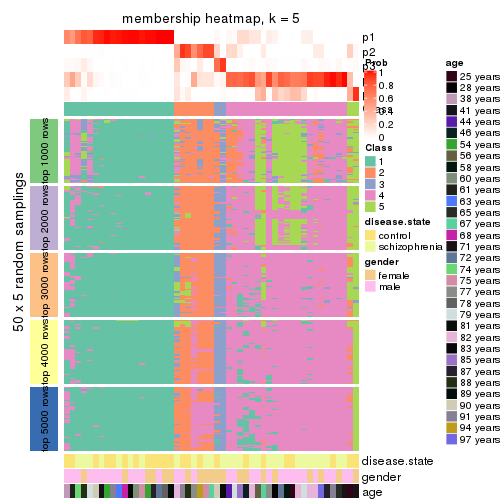 membership heatmap, k = 5
p1
p2
p3
Prob
1
0.8
0.6
0.4
0.2
0
Class
1
2
3
4
5
disease.state
control
schizophrenia
gender
female
male
age
25 years
28 years
38 years
41 years
44 years
46 years
54 years
56 years
58 years
60 years
61 years
63 years
65 years
67 years
68 years
71 years
72 years
74 years
75 years
77 years
78 years
79 years
81 years
82 years
83 years
85 years
87 years
88 years
89 years
90 years
91 years
94 years
97 years
50 x 5 random samplings
top 1000 rows
top 2000 rows
top 3000 rows
top 4000 rows
top 5000 rows
disease.state
gender
age